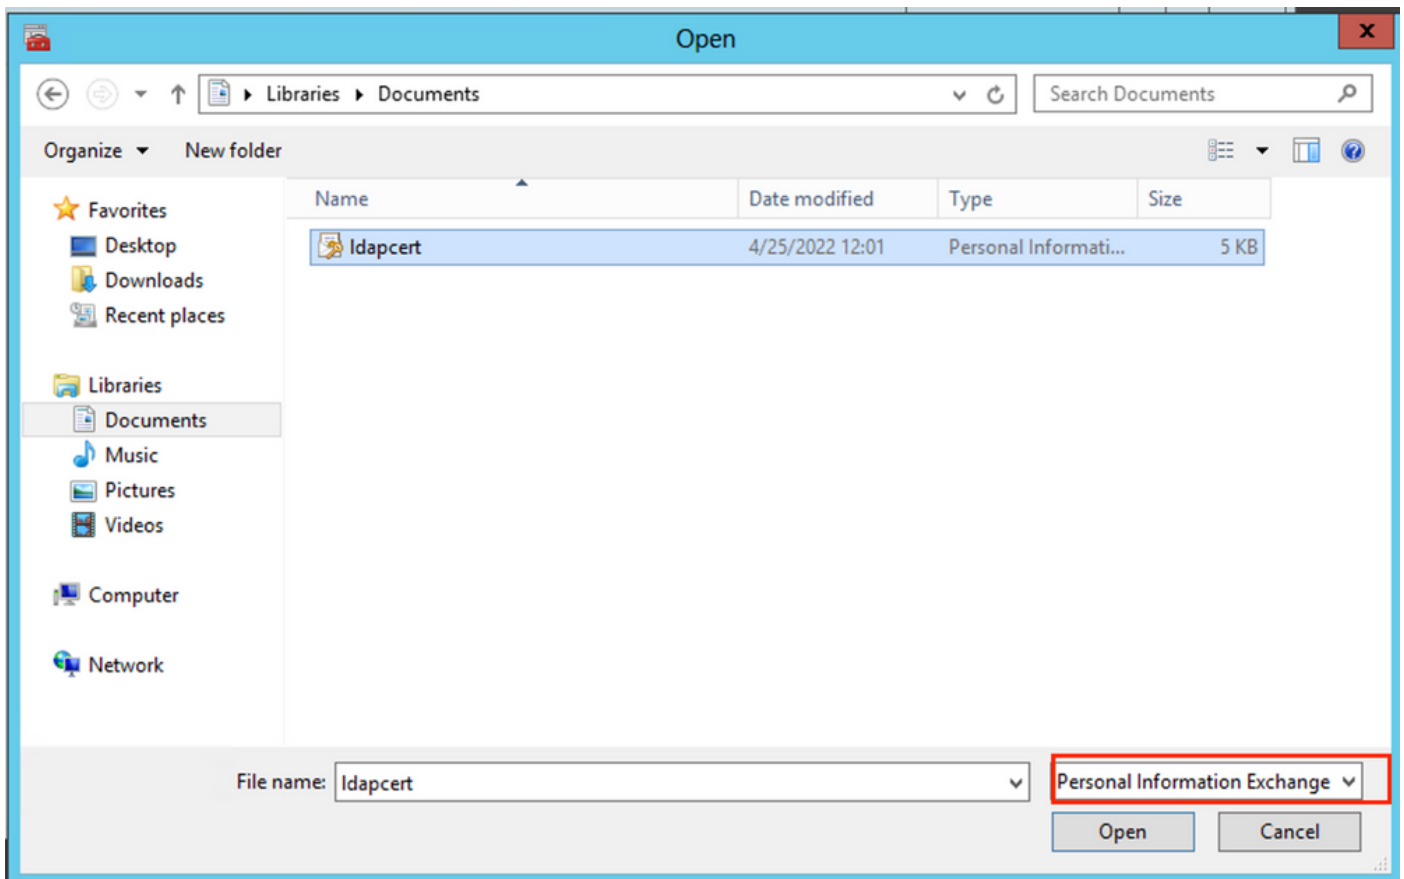 Open
x
Libraries Documents
Search Documents
Organize
New folder
Name Date modified Type Size
Favorites
Desktop
Downloads
Recent places
Libraries
Documents
Music
Pictures
Videos
Computer
Network
ldapcert 4/25/2022 12:01 Personal Informati... 5 KB
File name: ldapcert
Personal Information Exchange
Open Cancel